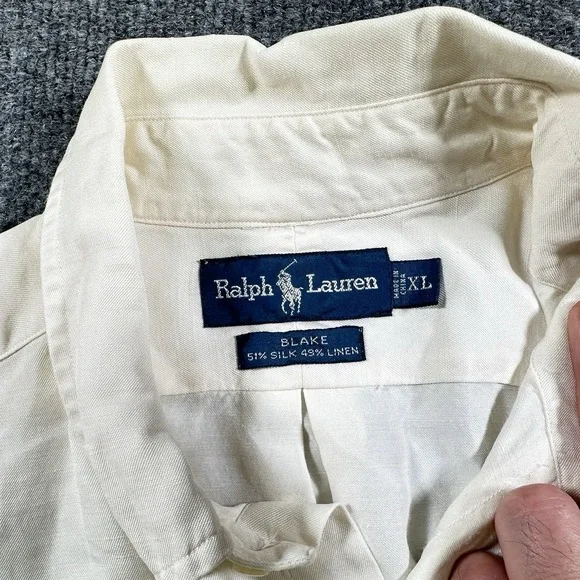 Ralph Lauren
MADE IN
CHINA
XL
BLAKE
51% SILK 49% LINEN